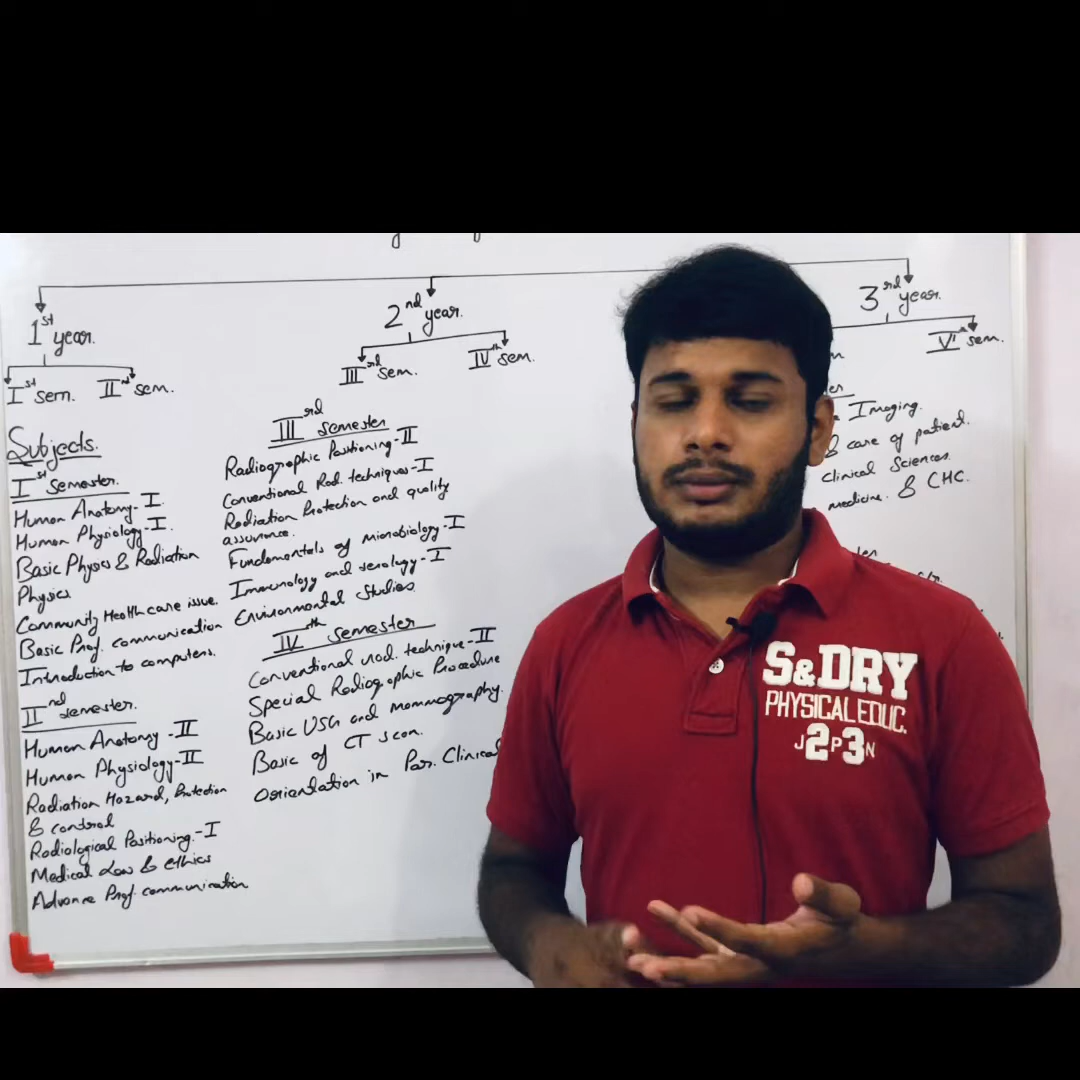 1st year.
2nd year.
3rd year.
Ist sem.
IInd sem.
IIIrd sem.
IVth sem.
VIth sem.
Subjects.
Ist Semester.
Human Anatomy-I
Human Physiology-I.
Basic Physics & Radiation
Physics
Community Health care issue.
Basic Prof. communication
Introduction to computers.
IInd semester.
Human Anatomy-II
Human Physiology-II
Radiation Hazard, Protection
& control
Radiological Positioning.-I
Medical Law & ethics
Advance Prof. communication
IIIrd semester
Radiographic Positioning-II
Conventional Rad. techniques-I
Radiation Protection and quality
assurance.
Fundamentals of microbiology-I
Immunology and serology-I
Environmental Studies
IVth semester
Conventional rad. technique-II
Special Radiographic Procedure
Basic USG and mammography.
Basic of CT scan.
Orientation in Par. Clinical
Imaging.
& care of patient.
clinical Sciences.
medicine. & CHC.
S&DRY
PHYSICAL EDUC.
J2P3N